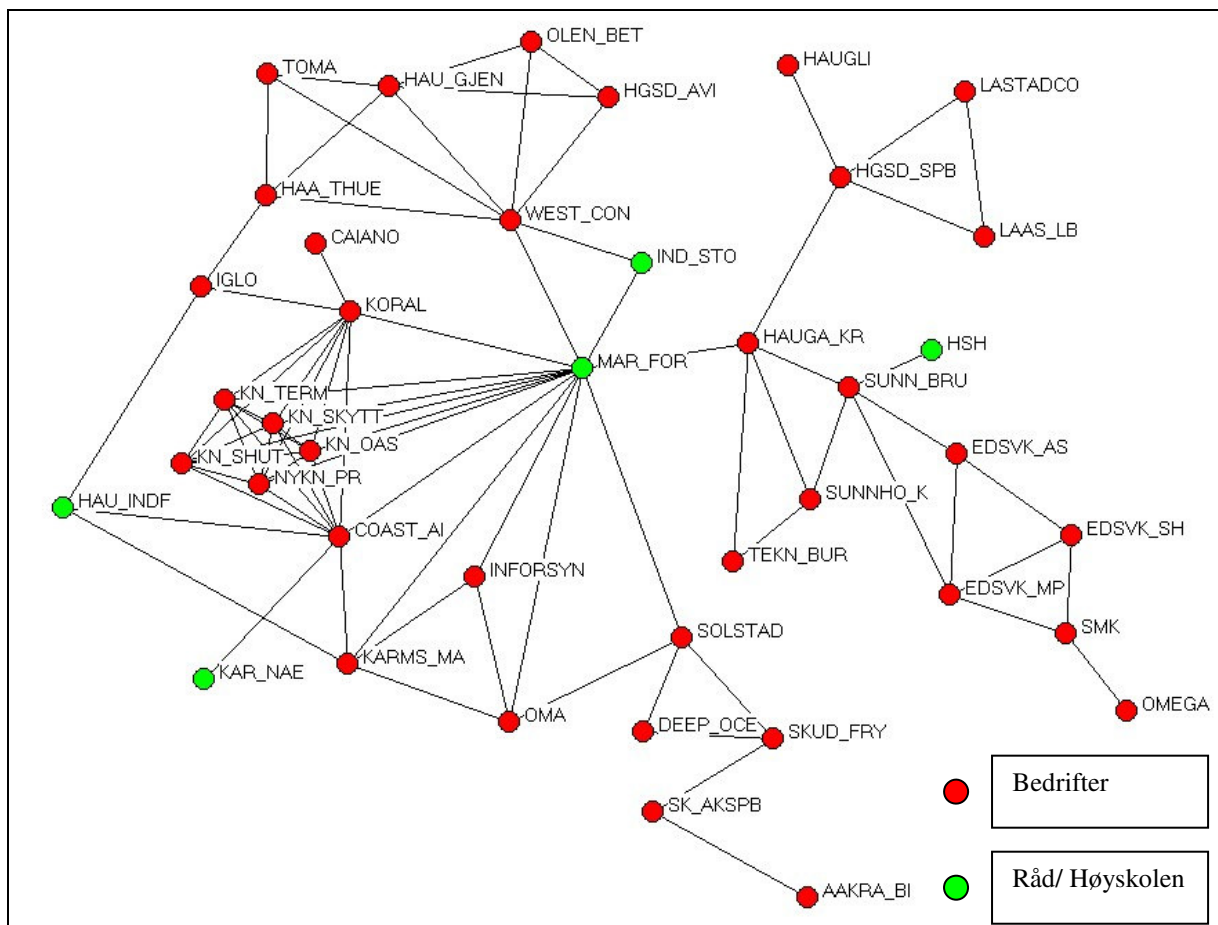 OLEN_BET
HAUGLI
TOMA
HAU_GJEN
LASTADCO
HGSD_AVI
HGSD_SPB
HAA_THUE
WEST_CON
CAIANO
LAAS_LB
IND_STO
IGLO
KORAL
HAUGA_KR
HSH
MAR_FOR
SUNN_BRU
KN_TERM
KN_SKYTT
KN_OAS
EDSVK_AS
KN_SHUT
NYKN_PR
HAU_INDF
SUNNHO_K
COAST_AI
EDSVK_SH
TEKN_BUR
INFORSYN
EDSVK_MP
SOLSTAD
SMK
KARMS_MA
KAR_NAE
OMA
OMEGA
DEEP_OCE
SKUD_FRY
Bedrifter
SK_AKSPB
Råd/ Høyskolen
AAKRA_BI